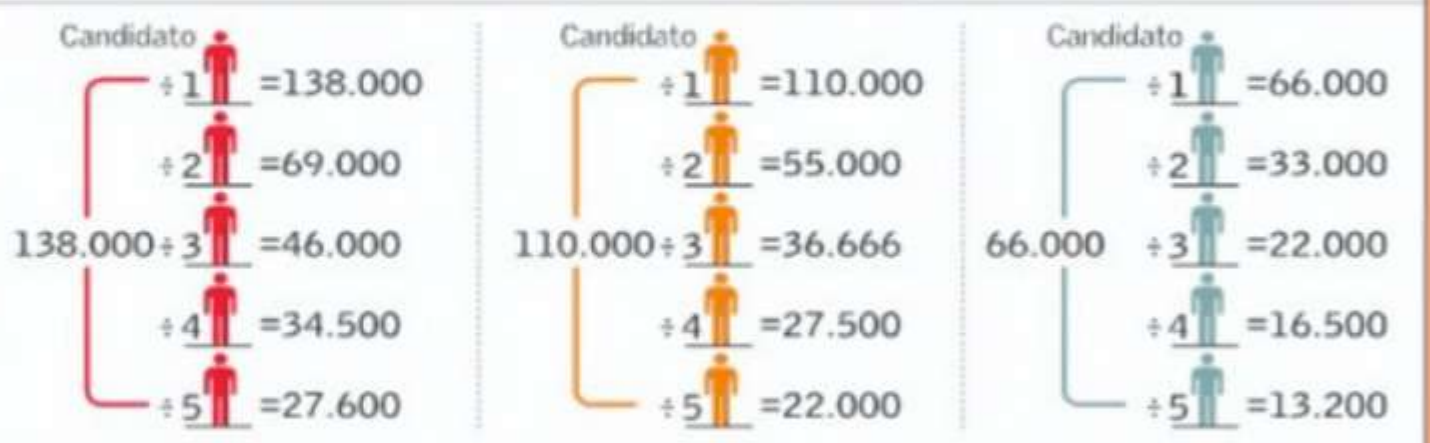 Candidato
÷1 =138.000
÷2 =69.000
138.000 ÷3 =46.000
÷4 =34.500
÷5 =27.600
Candidato
÷1 =110.000
÷2 =55.000
110.000 ÷3 =36.666
÷4 =27.500
÷5 =22.000
Candidato
÷1 =66.000
÷2 =33.000
66.000 ÷3 =22.000
÷4 =16.500
÷5 =13.200